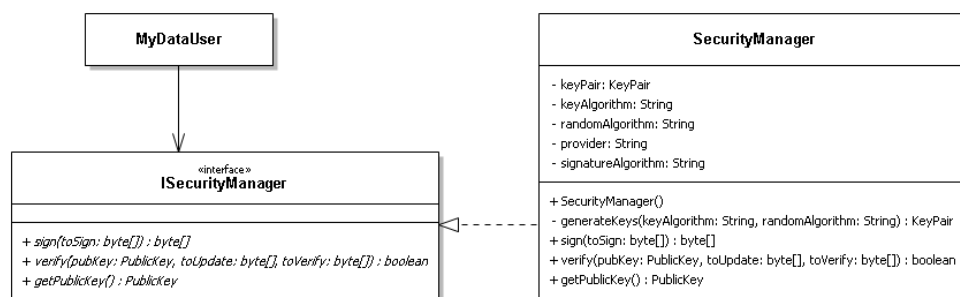 MyDataUser
«interface»
ISecurityManager
+ sign(toSign: byte[]) : byte[]
+ verify(pubKey: PublicKey, toUpdate: byte[], toVerify: byte[]) : boolean
+ getPublicKey() : PublicKey
SecurityManager
- keyPair: KeyPair
- keyAlgorithm: String
- randomAlgorithm: String
- provider: String
- signatureAlgorithm: String
+ SecurityManager()
- generateKeys(keyAlgorithm: String, randomAlgorithm: String) : KeyPair
+ sign(toSign: byte[]) : byte[]
+ verify(pubKey: PublicKey, toUpdate: byte[], toVerify: byte[]) : boolean
+ getPublicKey() : PublicKey